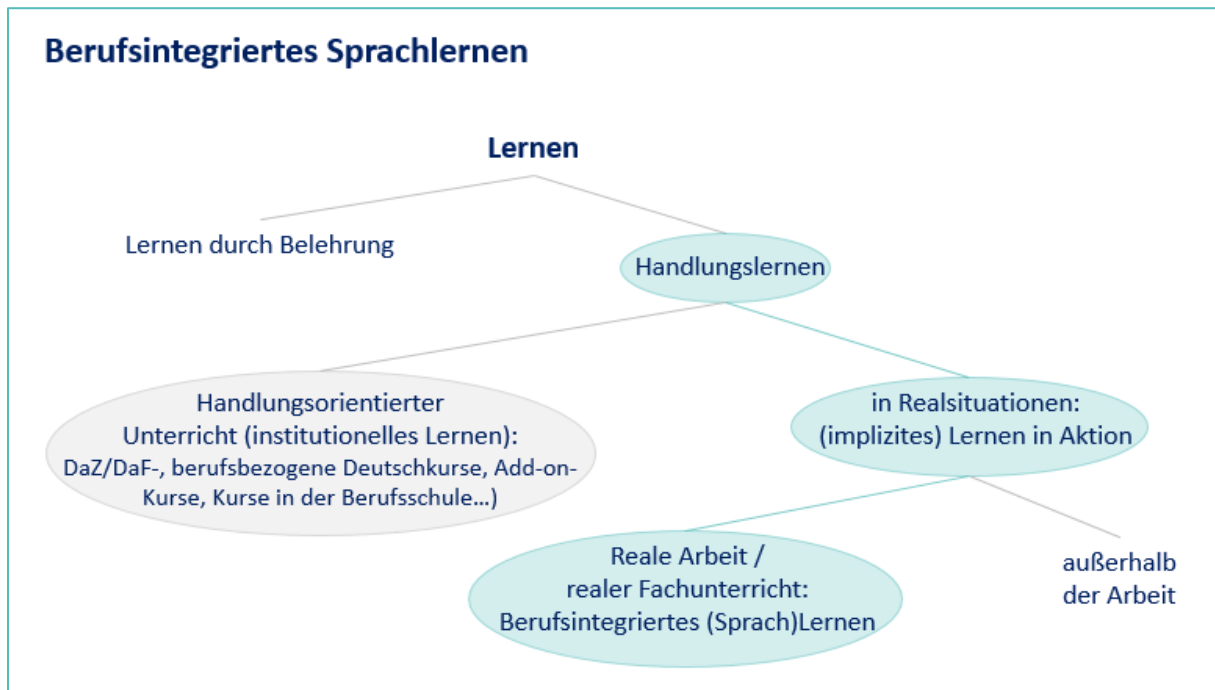 Berufsintegriertes Sprachlernen
Lernen
Lernen durch Belehrung
Handlungslernen
Handlungsorientierter
Unterricht (institutionelles Lernen):
DaZ/DaF-, berufsbezogene Deutschkurse, Add-on-
Kurse, Kurse in der Berufsschule…)
in Realsituationen:
(implizites) Lernen in Aktion
Reale Arbeit /
realer Fachunterricht:
Berufsintegriertes (Sprach)Lernen
außerhalb
der Arbeit